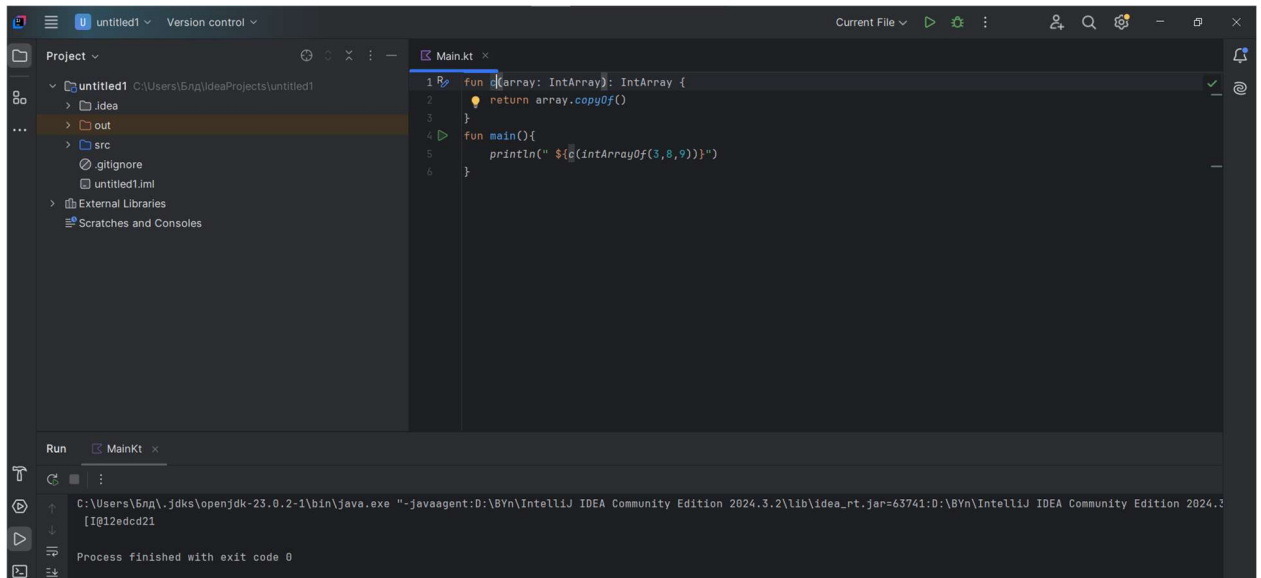 U untitled1 Version control Current File
Project
Main.kt
untitled1 C:\Users\Блд\IdeaProjects\untitled1
.idea
out
src
.gitignore
untitled1.iml
External Libraries
Scratches and Consoles
1 fun c(array: IntArray): IntArray {
2 return array.copyOf()
3 }
4 fun main(){
5 println(" ${c(intArrayOf(3,8,9))}")
6 }
Run MainKt
C:\Users\Блд\.jdks\openjdk-23.0.2-1\bin\java.exe "-javaagent:D:\BYn\IntelliJ IDEA Community Edition 2024.3.2\lib\idea_rt.jar=63741:D:\BYn\IntelliJ IDEA Community Edition 2024.3
[I@12edcd21
Process finished with exit code 0